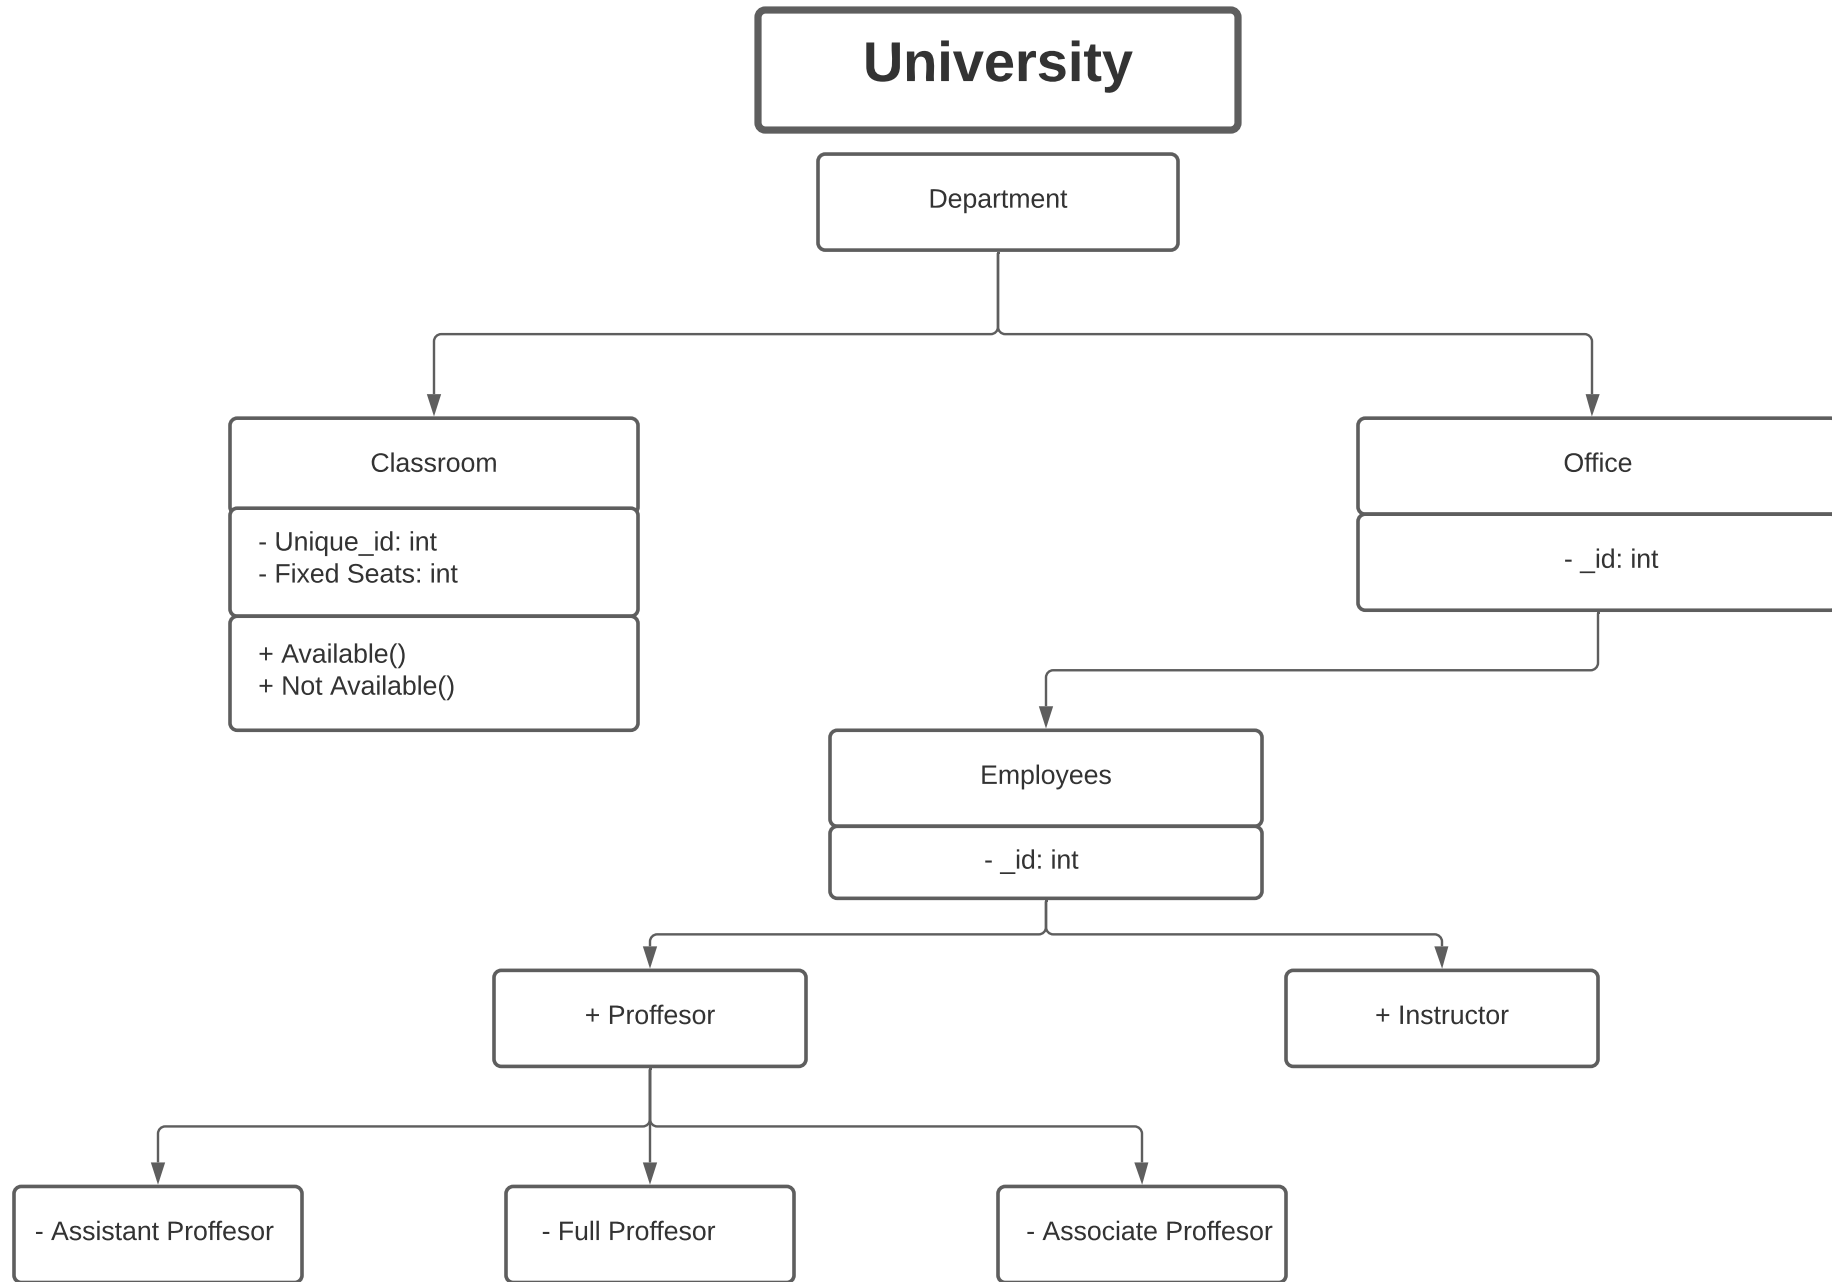 University
Department
Classroom
- Unique_id: int
- Fixed Seats: int
+ Available()
+ Not Available()
Office
- _id: int
Employees
- _id: int
+ Proffesor
+ Instructor
- Assistant Proffesor
- Full Proffesor
- Associate Proffesor